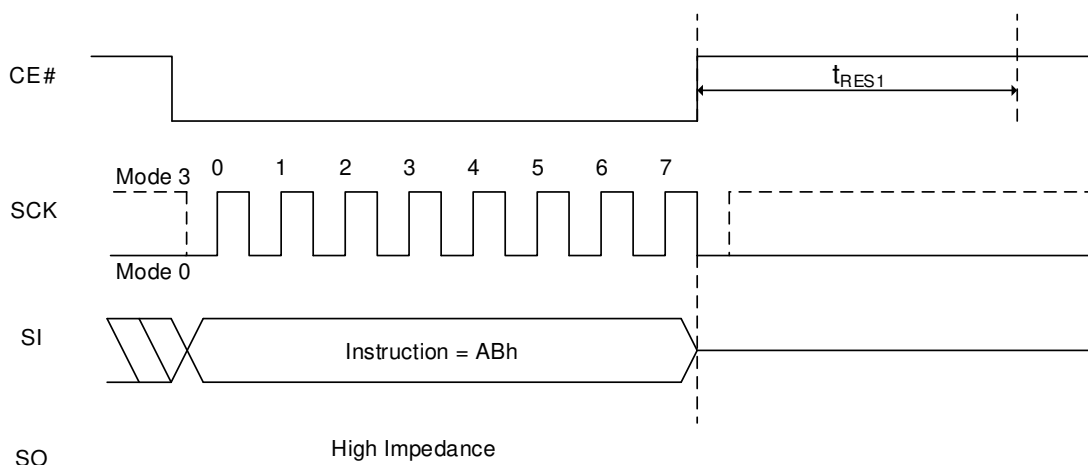 CE#
tRES1
0 1 2 3 4 5 6 7
Mode 3
SCK
Mode 0
SI
Instruction = ABh
High Impedance
SO